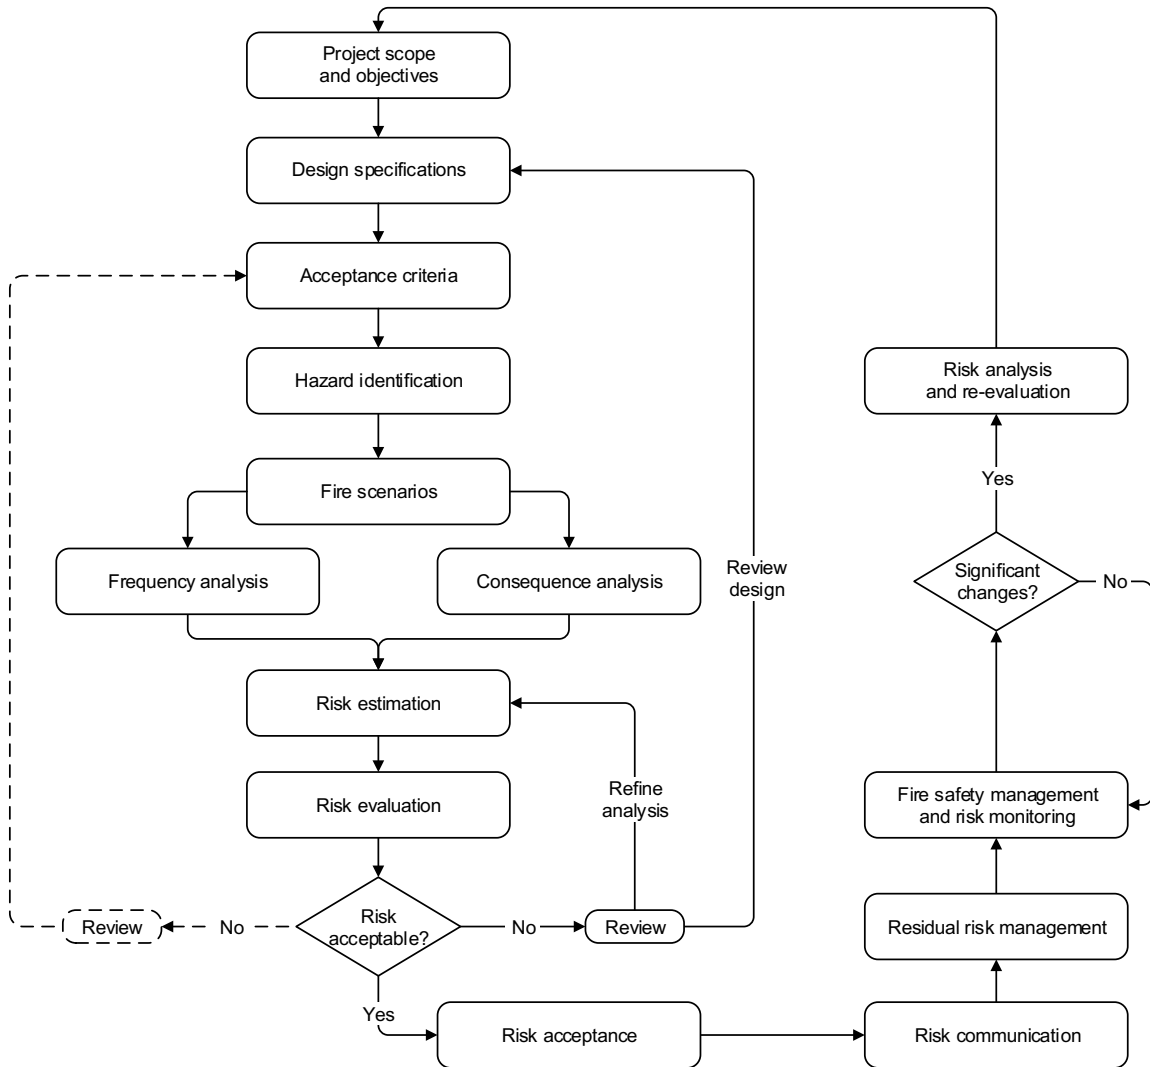 Project scope
and objectives
Design specifications
Acceptance criteria
Hazard identification
Fire scenarios
Frequency analysis
Consequence analysis
Review
design
Risk estimation
Risk evaluation
Refine
analysis
Risk
acceptable?
No
Review
No
Review
Yes
Risk acceptance
Risk communication
Residual risk management
Fire safety management
and risk monitoring
Significant
changes?
No
Yes
Risk analysis
and re-evaluation